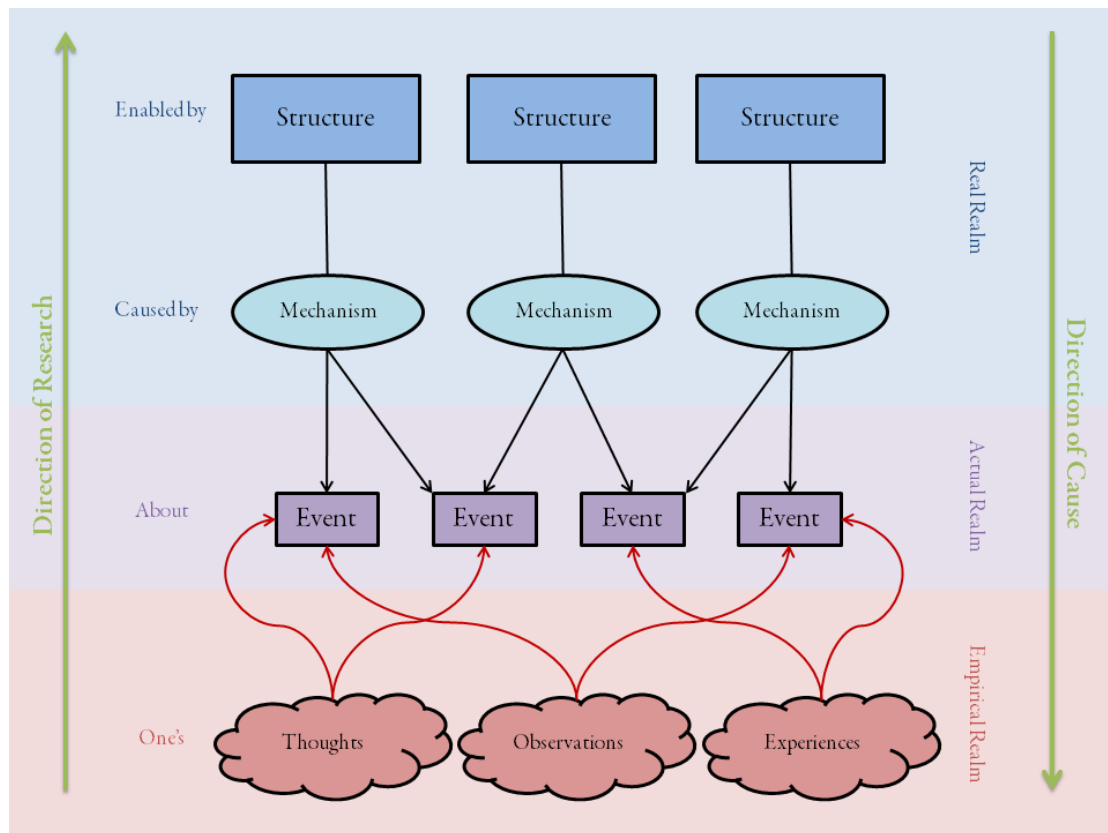 Direction of Research
Enabled by
Structure
Structure
Structure
Real Realm
Caused by
Mechanism
Mechanism
Mechanism
Direction of Cause
About
Event
Event
Event
Event
Actual Realm
One's
Thoughts
Observations
Experiences
Empirical Realm